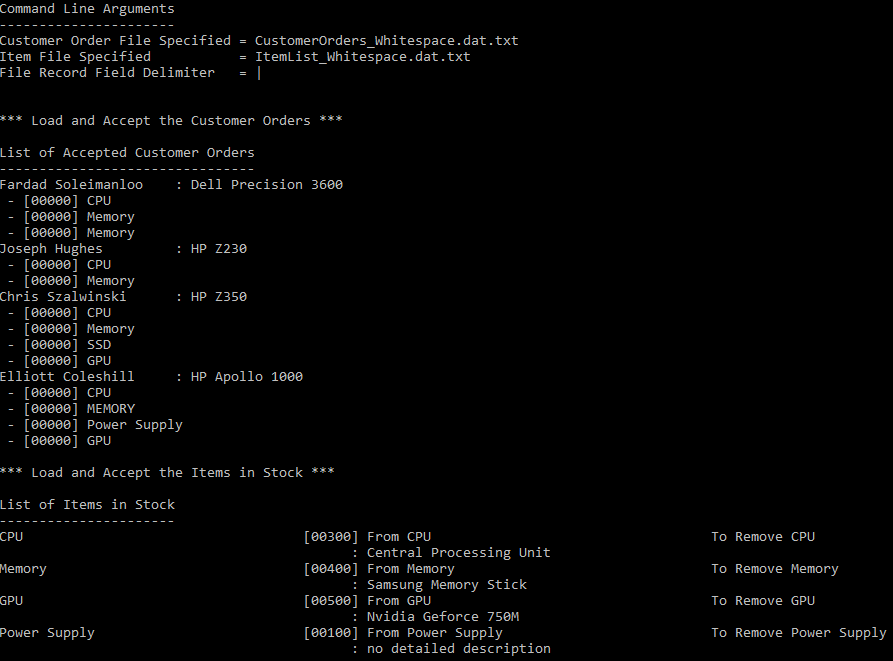 Command Line Arguments
----------------------
Customer Order File Specified = CustomerOrders_Whitespace.dat.txt
Item File Specified           = ItemList_Whitespace.dat.txt
File Record Field Delimiter   = |
*** Load and Accept the Customer Orders ***
List of Accepted Customer Orders
--------------------------------
Fardad Soleimanloo    : Dell Precision 3600
 - [00000] CPU
 - [00000] Memory
 - [00000] Memory
Joseph Hughes         : HP Z230
 - [00000] CPU
 - [00000] Memory
Chris Szalwinski      : HP Z350
 - [00000] CPU
 - [00000] Memory
 - [00000] SSD
 - [00000] GPU
Elliott Coleshill     : HP Apollo 1000
 - [00000] CPU
 - [00000] MEMORY
 - [00000] Power Supply
 - [00000] GPU
*** Load and Accept the Items in Stock ***
List of Items in Stock
----------------------
CPU                                   [00300] From CPU                                   To Remove CPU
                                            : Central Processing Unit
Memory                                [00400] From Memory                                To Remove Memory
                                            : Samsung Memory Stick
GPU                                   [00500] From GPU                                   To Remove GPU
                                            : Nvidia Geforce 750M
Power Supply                          [00100] From Power Supply                          To Remove Power Supply
                                            : no detailed description